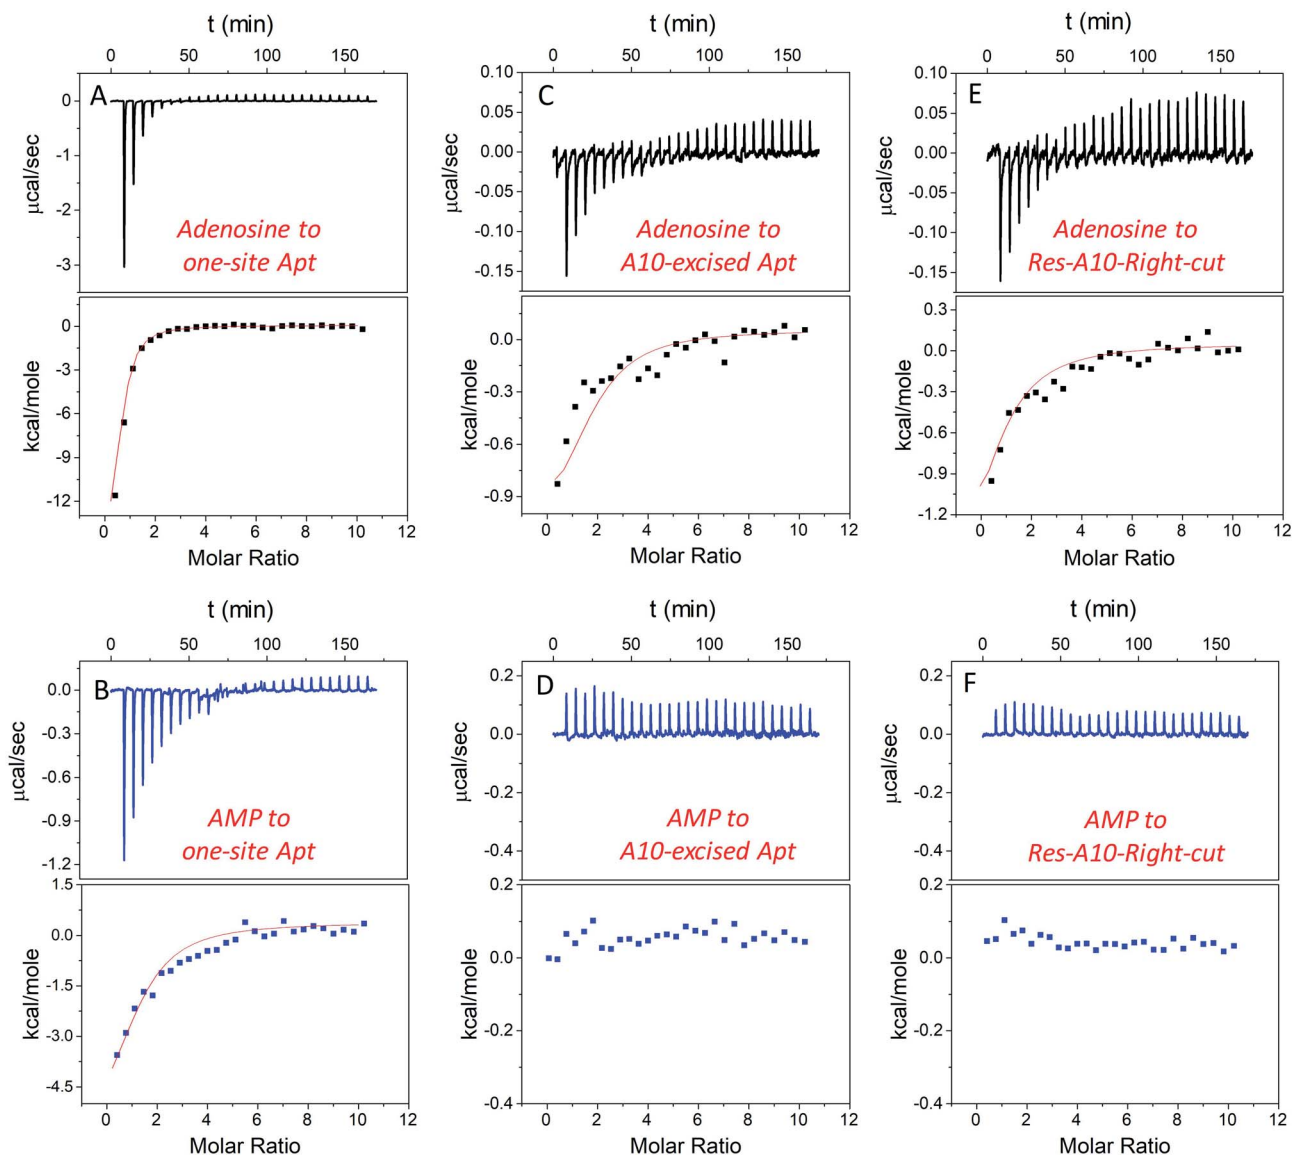 t (min)
0 50 100 150
A
0
-1
-2
-3
µcal/sec
Adenosine to
one-site Apt
0
-3
-6
-9
-12
kcal/mole
0 2 4 6 8 10 12
Molar Ratio
t (min)
0 50 100 150
C
0.10
0.05
0.00
-0.05
-0.10
-0.15
µcal/sec
Adenosine to
A10-excised Apt
0.0
-0.3
-0.6
-0.9
kcal/mole
0 2 4 6 8 10 12
Molar Ratio
t (min)
0 50 100 150
E
0.10
0.05
0.00
-0.05
-0.10
-0.15
µcal/sec
Adenosine to
Res-A10-Right-cut
0.3
0.0
-0.3
-0.6
-0.9
-1.2
kcal/mole
0 2 4 6 8 10 12
Molar Ratio
t (min)
0 50 100 150
B
0.0
-0.3
-0.6
-0.9
-1.2
µcal/sec
AMP to
one-site Apt
1.5
0.0
-1.5
-3.0
-4.5
kcal/mole
0 2 4 6 8 10 12
Molar Ratio
t (min)
0 50 100 150
D
0.2
0.0
-0.2
-0.4
µcal/sec
AMP to
A10-excised Apt
0.2
0.0
-0.2
-0.4
kcal/mole
0 2 4 6 8 10 12
Molar Ratio
t (min)
0 50 100 150
F
0.2
0.0
-0.2
-0.4
µcal/sec
AMP to
Res-A10-Right-cut
0.2
0.0
-0.2
-0.4
kcal/mole
0 2 4 6 8 10 12
Molar Ratio